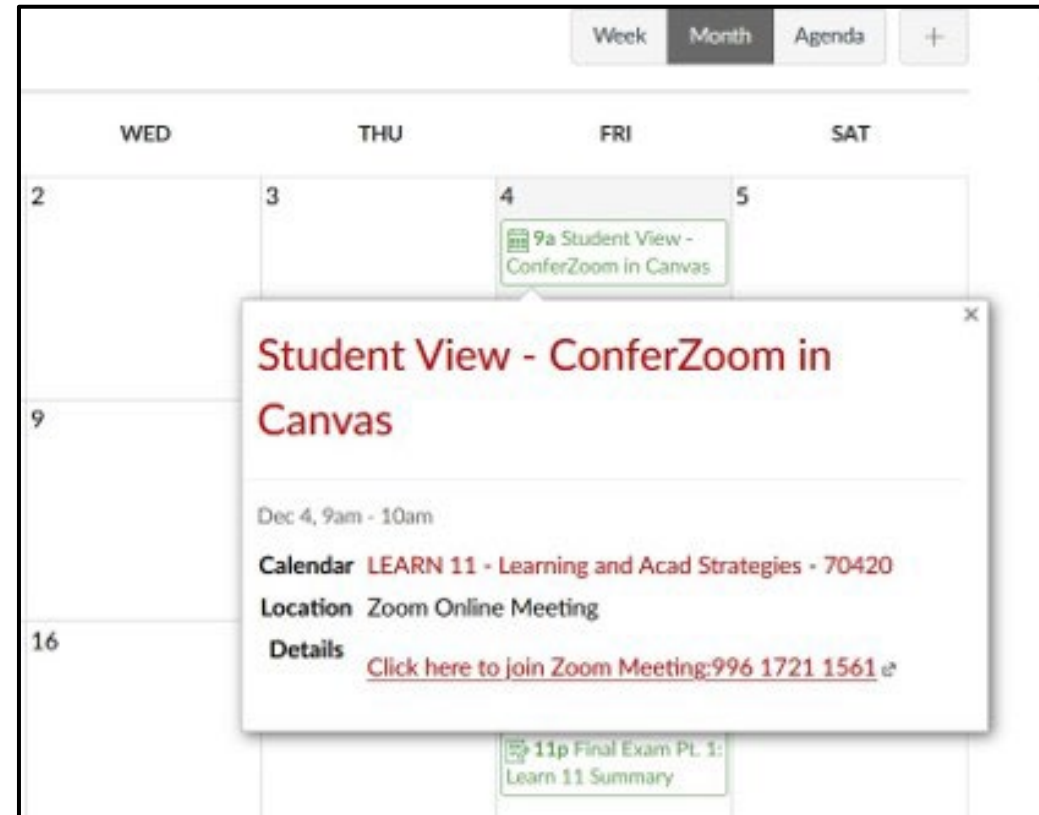 Week Month Agenda +
WED THU FRI SAT
2 3 4 5
9a Student View -
ConferZoom in Canvas
×
Student View - ConferZoom in
Canvas
9
Dec 4, 9am - 10am
Calendar LEARN 11 - Learning and Acad Strategies - 70420
Location Zoom Online Meeting
16
Details
Click here to join Zoom Meeting:996 1721 1561
11p Final Exam Pt. 1:
Learn 11 Summary